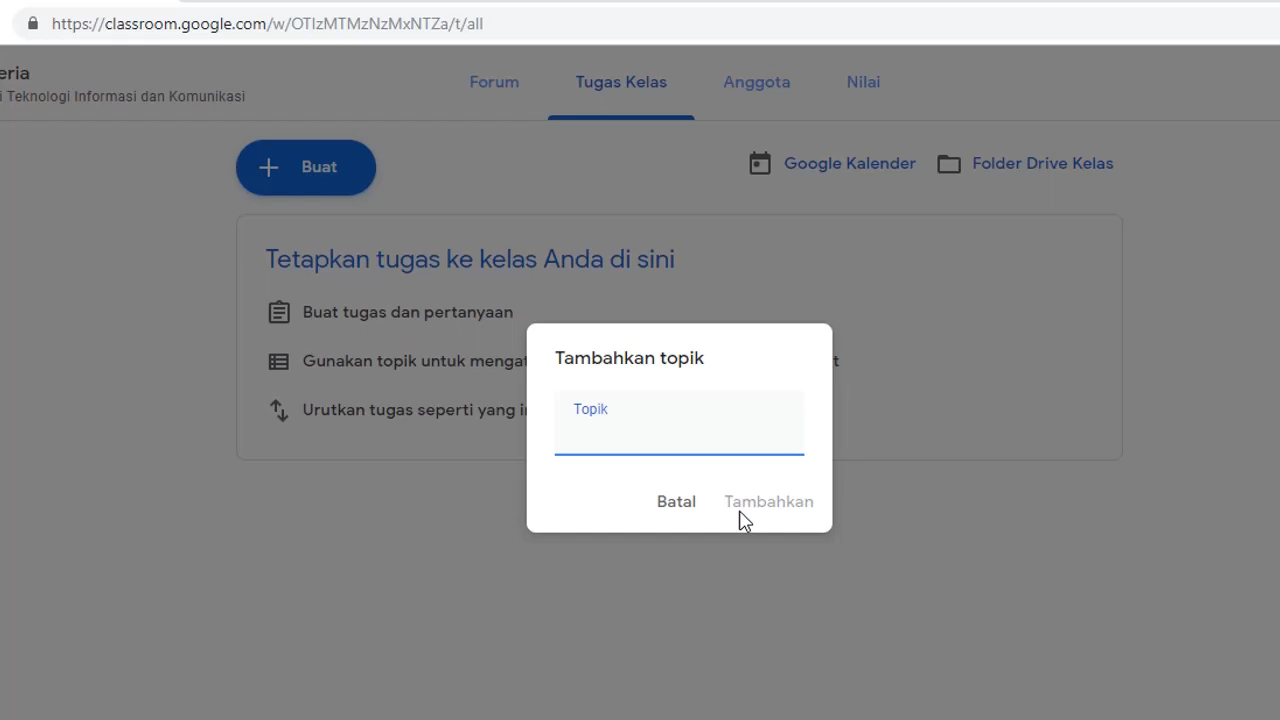 https://classroom.google.com/w/OTIzMTMzNzMxNTZa/t/all
eria
i Teknologi Informasi dan Komunikasi
Forum
Tugas Kelas
Anggota
Nilai
Buat
Google Kalender
Folder Drive Kelas
Tetapkan tugas ke kelas Anda di sini
Buat tugas dan pertanyaan
Gunakan topik untuk mengat
t
Urutkan tugas seperti yang in
Tambahkan topik
Topik
Batal
Tambahkan